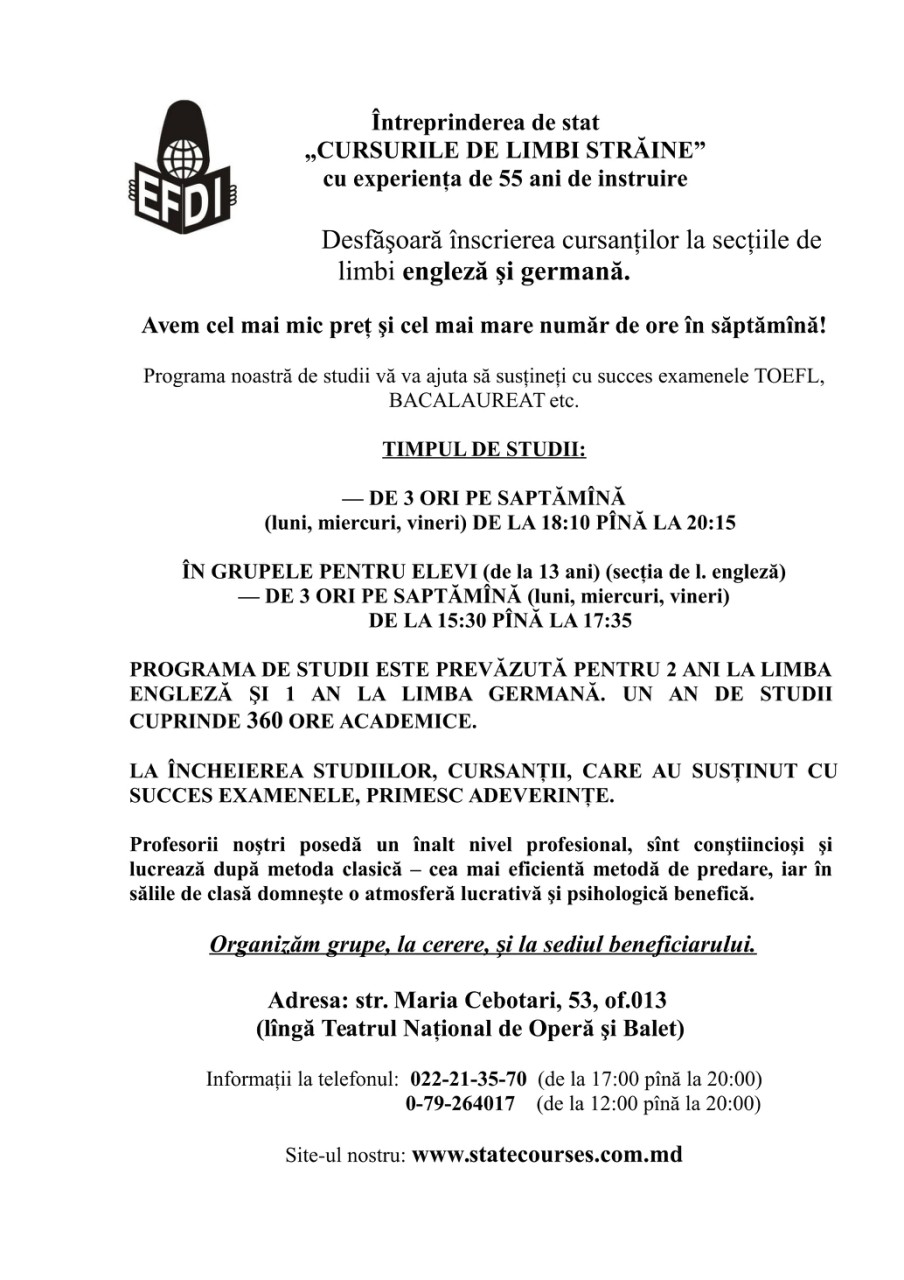 EFDI
Întreprinderea de stat
„CURSURILE DE LIMBI STRĂINE”
cu experiența de 55 ani de instruire
Desfăşoară înscrierea cursanților la secțiile de
limbi engleză şi germană.
Avem cel mai mic preț şi cel mai mare număr de ore în săptămînă!
Programa noastră de studii vă va ajuta să susțineți cu succes examenele TOEFL,
BACALAUREAT etc.
TIMPUL DE STUDII:
— DE 3 ORI PE SAPTĂMÎNĂ
(luni, miercuri, vineri) DE LA 18:10 PÎNĂ LA 20:15
ÎN GRUPELE PENTRU ELEVI (de la 13 ani) (secția de l. engleză)
— DE 3 ORI PE SAPTĂMÎNĂ (luni, miercuri, vineri)
DE LA 15:30 PÎNĂ LA 17:35
PROGRAMA DE STUDII ESTE PREVĂZUTĂ PENTRU 2 ANI LA LIMBA
ENGLEZĂ ŞI 1 AN LA LIMBA GERMANĂ. UN AN DE STUDII
CUPRINDE 360 ORE ACADEMICE.
LA ÎNCHEIEREA STUDIILOR, CURSANȚII, CARE AU SUSȚINUT CU
SUCCES EXAMENELE, PRIMESC ADEVERINȚE.
Profesorii noştri posedă un înalt nivel profesional, sînt conştiincioşi şi
lucrează după metoda clasică – cea mai eficientă metodă de predare, iar în
sălile de clasă domneşte o atmosferă lucrativă şi psihologică benefică.
Organizăm grupe, la cerere, și la sediul beneficiarului.
Adresa: str. Maria Cebotari, 53, of.013
(lîngă Teatrul Național de Operă şi Balet)
Informații la telefonul: 022-21-35-70 (de la 17:00 pînă la 20:00)
0-79-264017 (de la 12:00 pînă la 20:00)
Site-ul nostru: www.statecourses.com.md